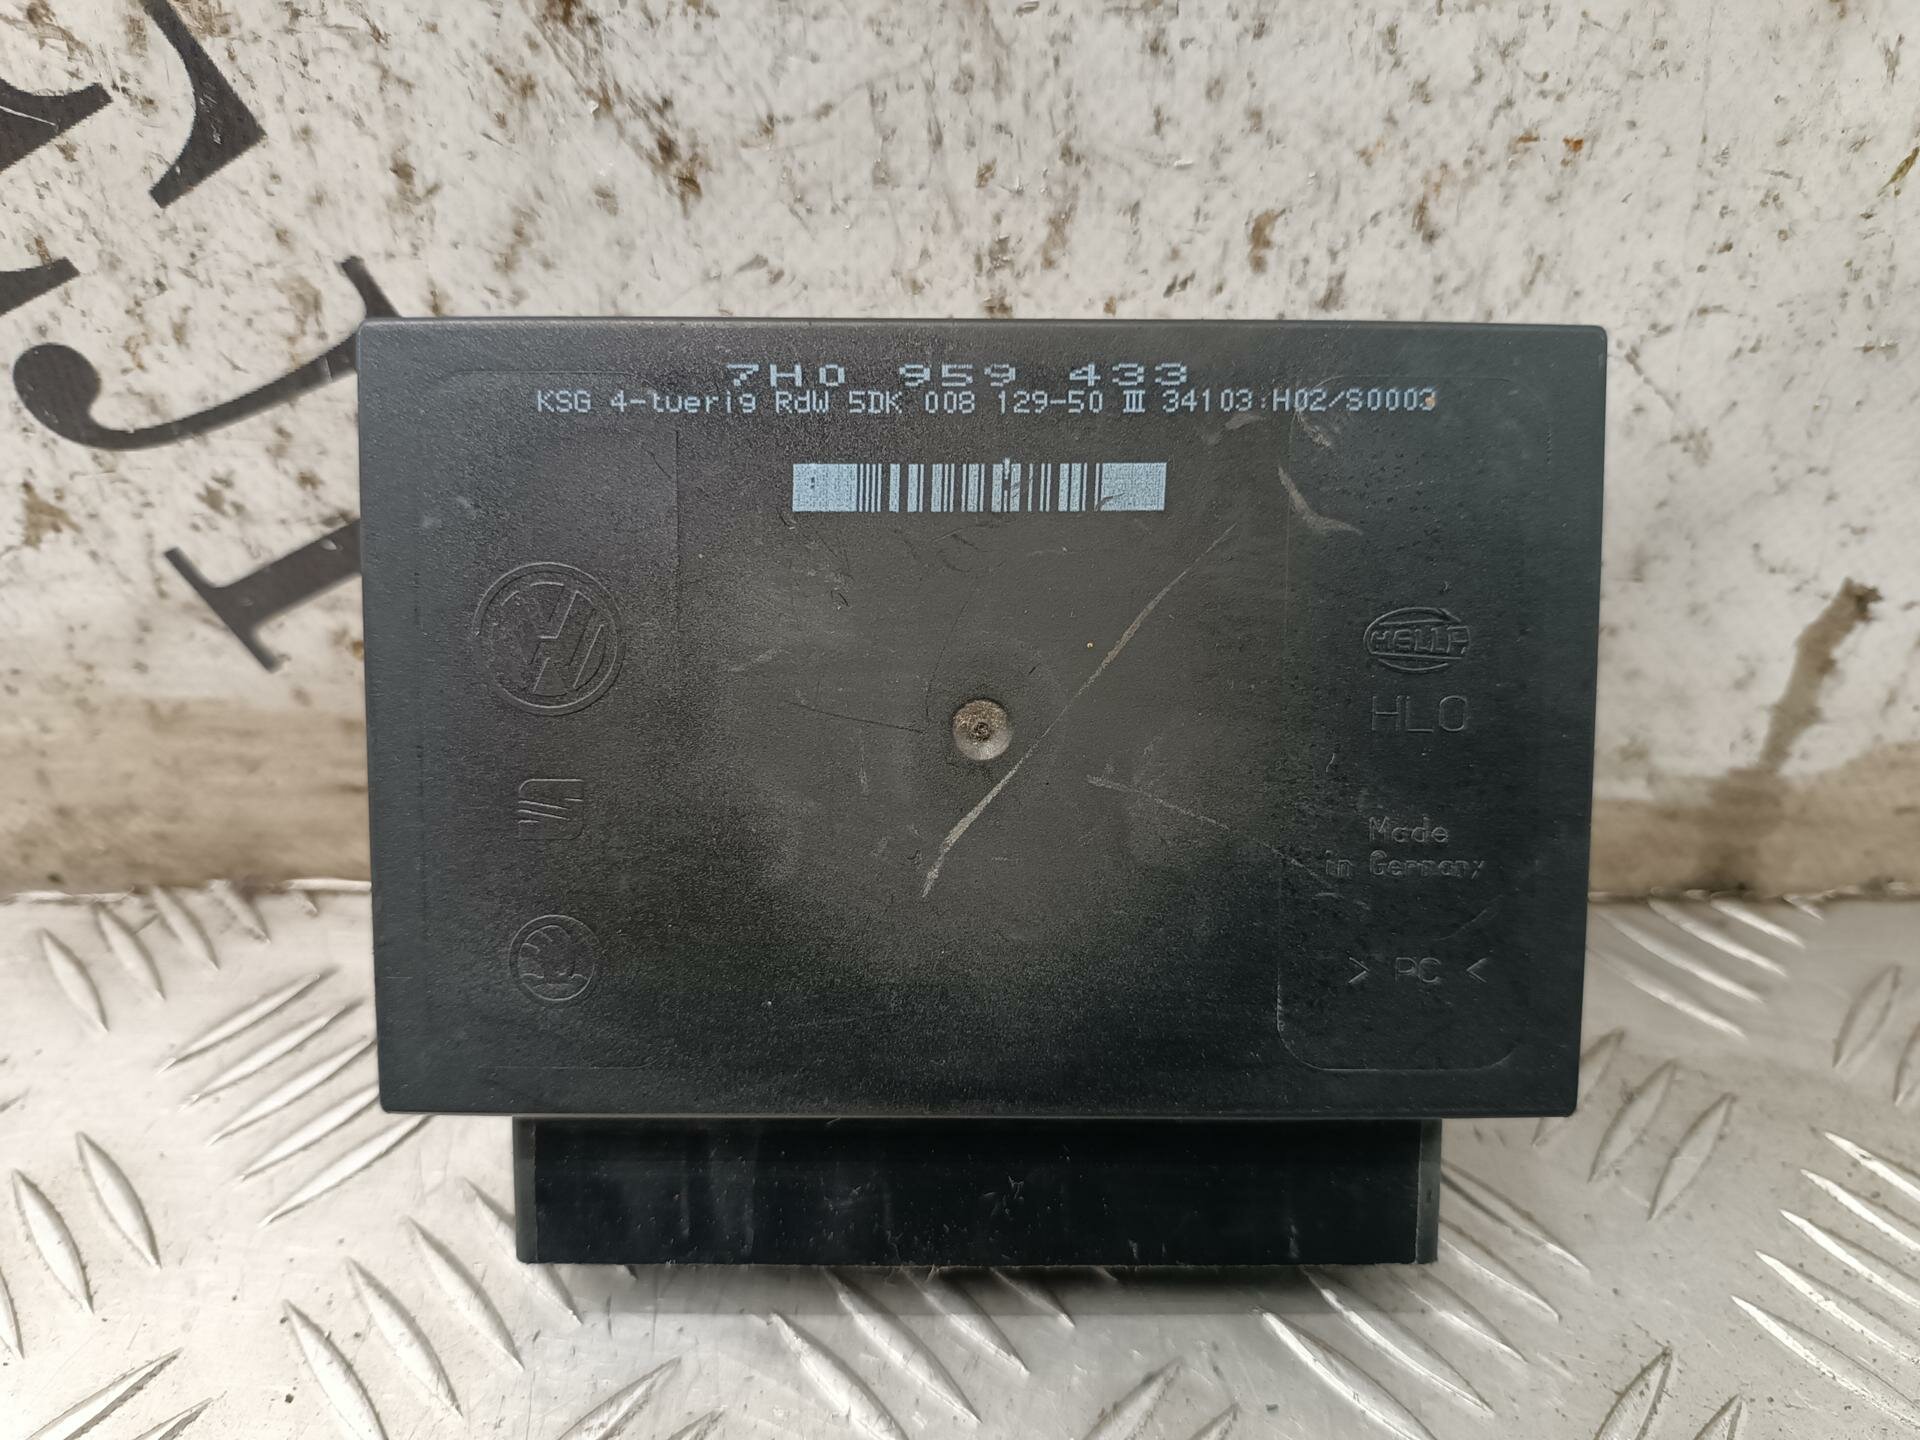 7H0 959 433
KSG 4-tuerig RdW 5DK 008 129-50 III 34103:H02/S0003
HELLA
HLO
Made
in Germany
> PC <